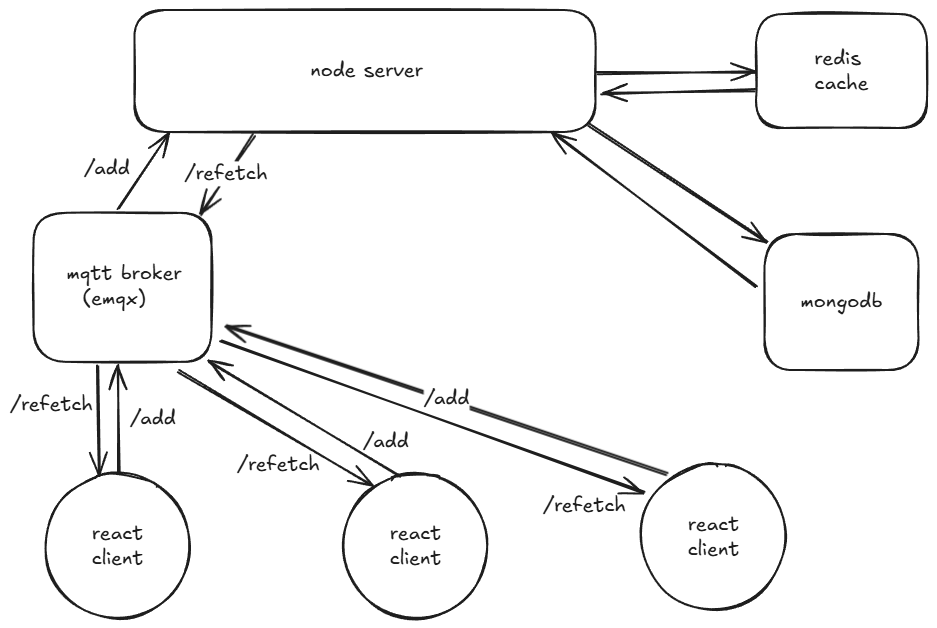 node server
redis
cache
/add
/refetch
mqtt broker
(emqx)
mongodb
/refetch
/add
/add
/refetch
/add
/refetch
react
client
react
client
react
client